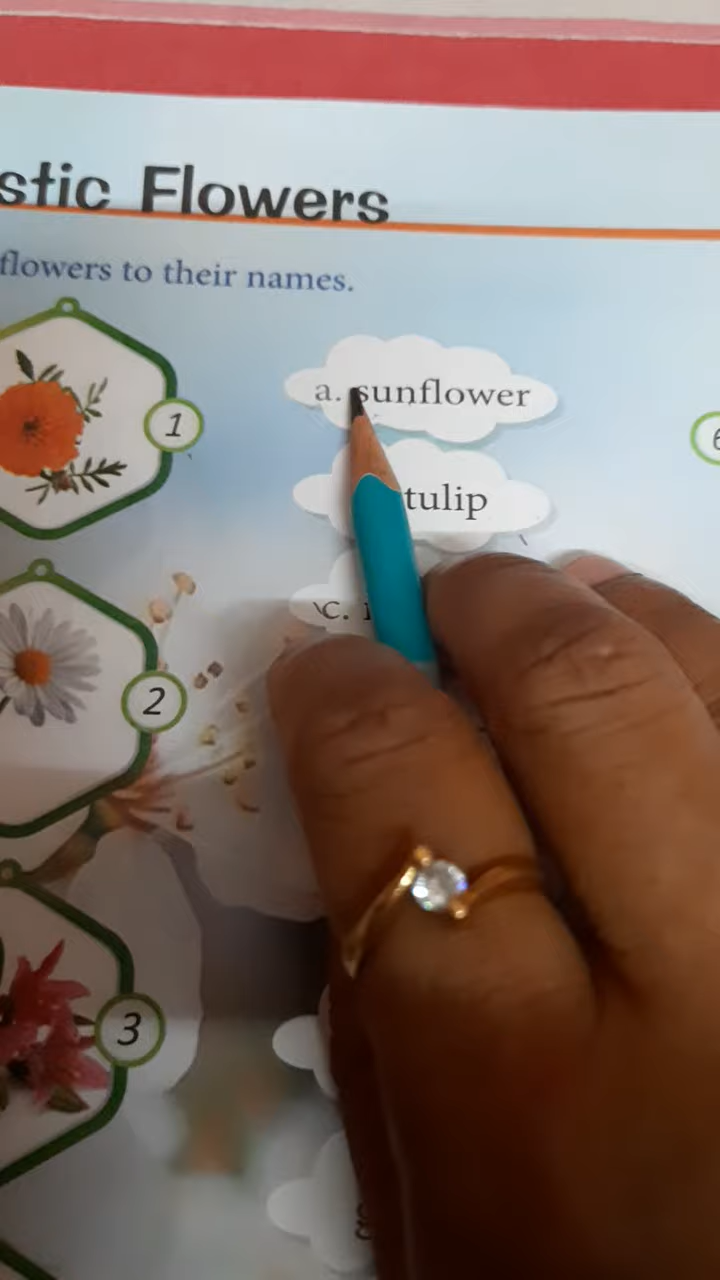 stic Flowers
flowers to their names.
1
a. sunflower
tulip
c.
2
3